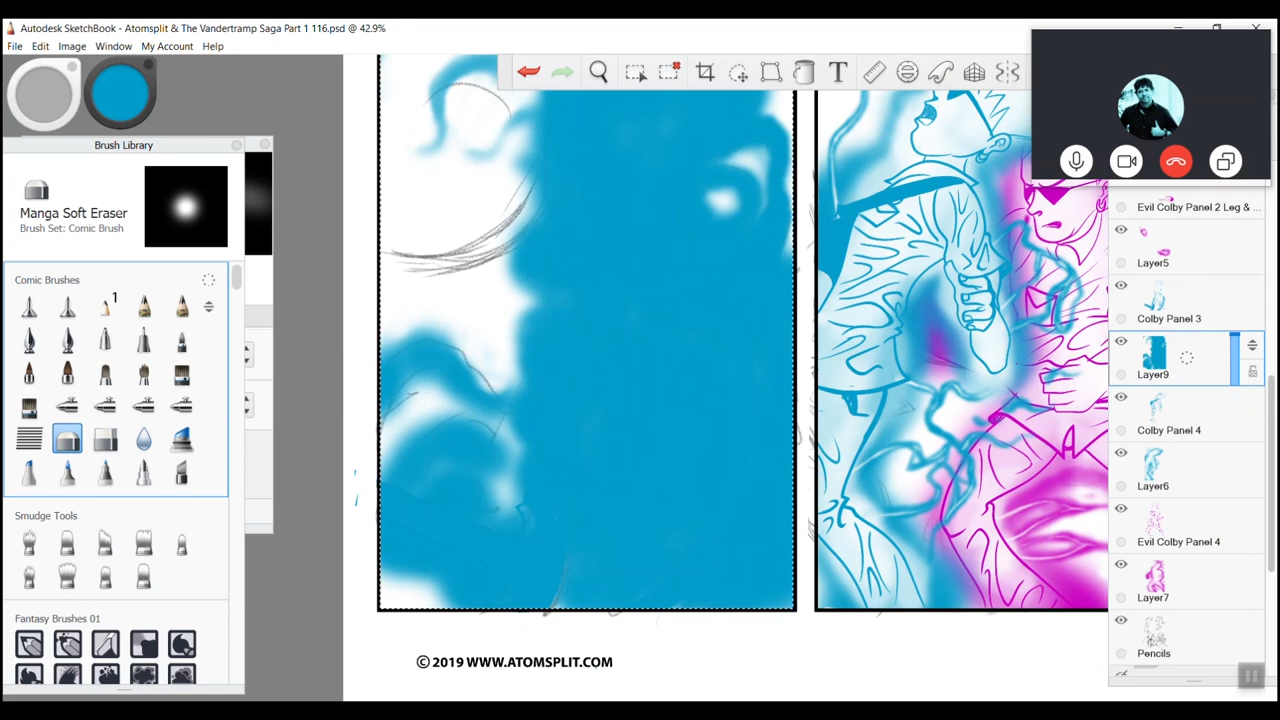 Autodesk SketchBook - Atomsplit & The Vandertramp Saga Part 1 116.psd @ 42.9%
File Edit Image Window My Account Help
Brush Library
Manga Soft Eraser
Brush Set: Comic Brush
Comic Brushes
1
Smudge Tools
Fantasy Brushes 01
T
Evil Colby Panel 2 Leg & ...
Layer5
Colby Panel 3
Layer9
Colby Panel 4
Layer6
Evil Colby Panel 4
Layer7
Pencils
© 2019 WWW.ATOMSPLIT.COM